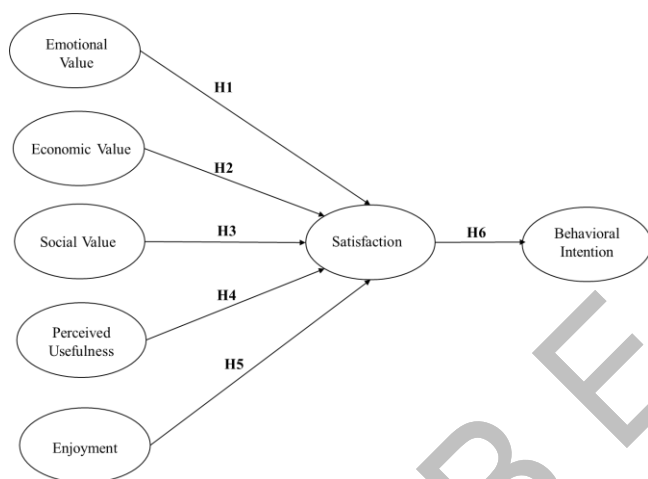 Emotional
Value
H1
Economic Value
H2
Social Value
H3
Satisfaction
H6
Behavioral
Intention
H4
Perceived
Usefulness
H5
Enjoyment
B E